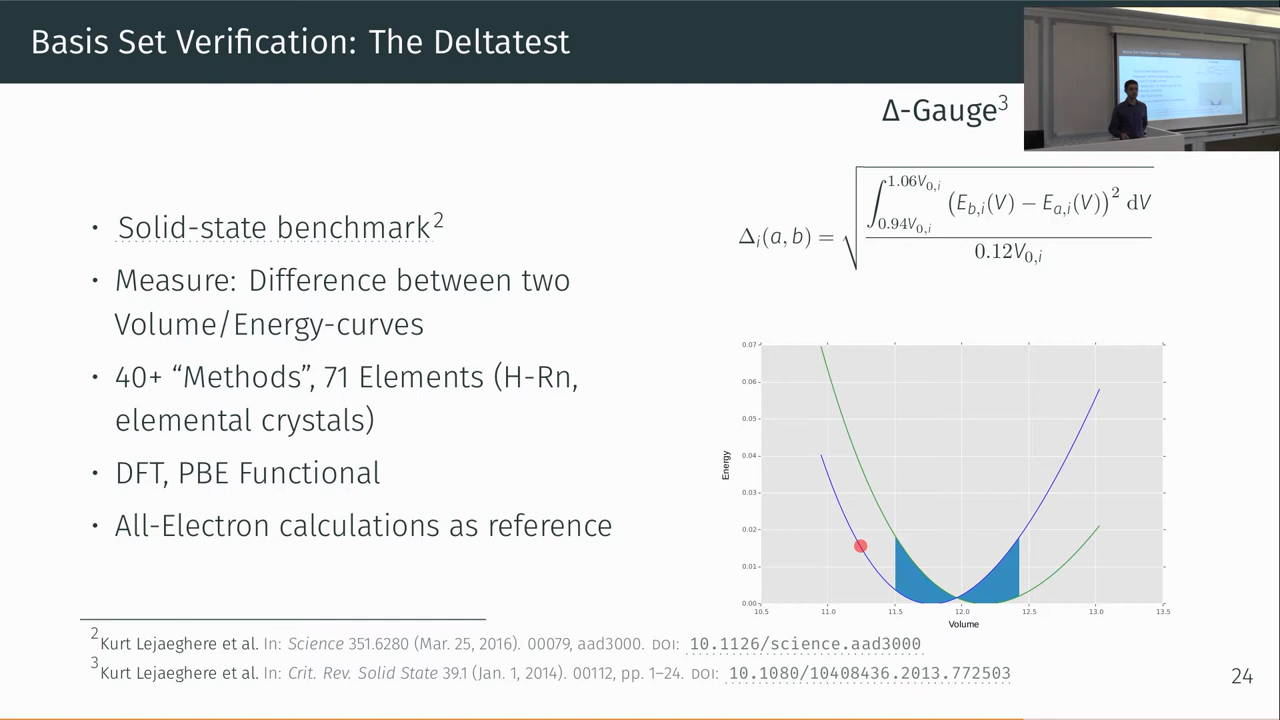 Basis Set Verification: The Deltatest
Δ-Gauge³
• Solid-state benchmark²
• Measure: Difference between two
Volume/Energy-curves
• 40+ “Methods”, 71 Elements (H-Rn,
elemental crystals)
• DFT, PBE Functional
• All-Electron calculations as reference
Δᵢ(a, b) = √( ∫_{0.94V₀,ᵢ}^{1.06V₀,ᵢ} (E_{b,i}(V) − E_{a,i}(V))² dV / 0.12V₀,ᵢ )
0.07
0.06
0.05
0.04
0.03
0.02
0.01
0.00
Energy
10.5 11.0 11.5 12.0 12.5 13.0 13.5
Volume
²Kurt Lejaeghere et al. In: Science 351.6280 (Mar. 25, 2016). 00079, aad3000. DOI: 10.1126/science.aad3000
³Kurt Lejaeghere et al. In: Crit. Rev. Solid State 39.1 (Jan. 1, 2014). 00112, pp. 1–24. DOI: 10.1080/10408436.2013.772503
24